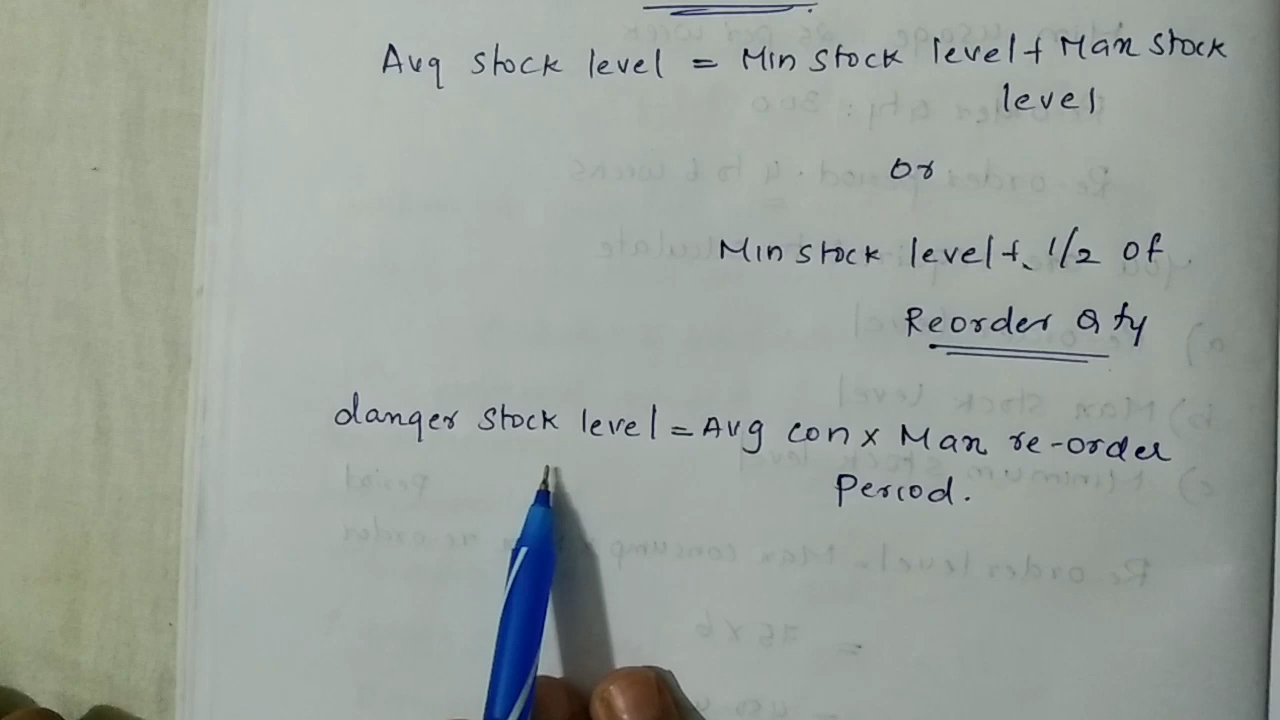 Avg stock level = Min stock level + Max stock
level
or
Min stock level + 1/2 of
Reorder Qty
danger stock level = Avg con x Max re-order
Period.